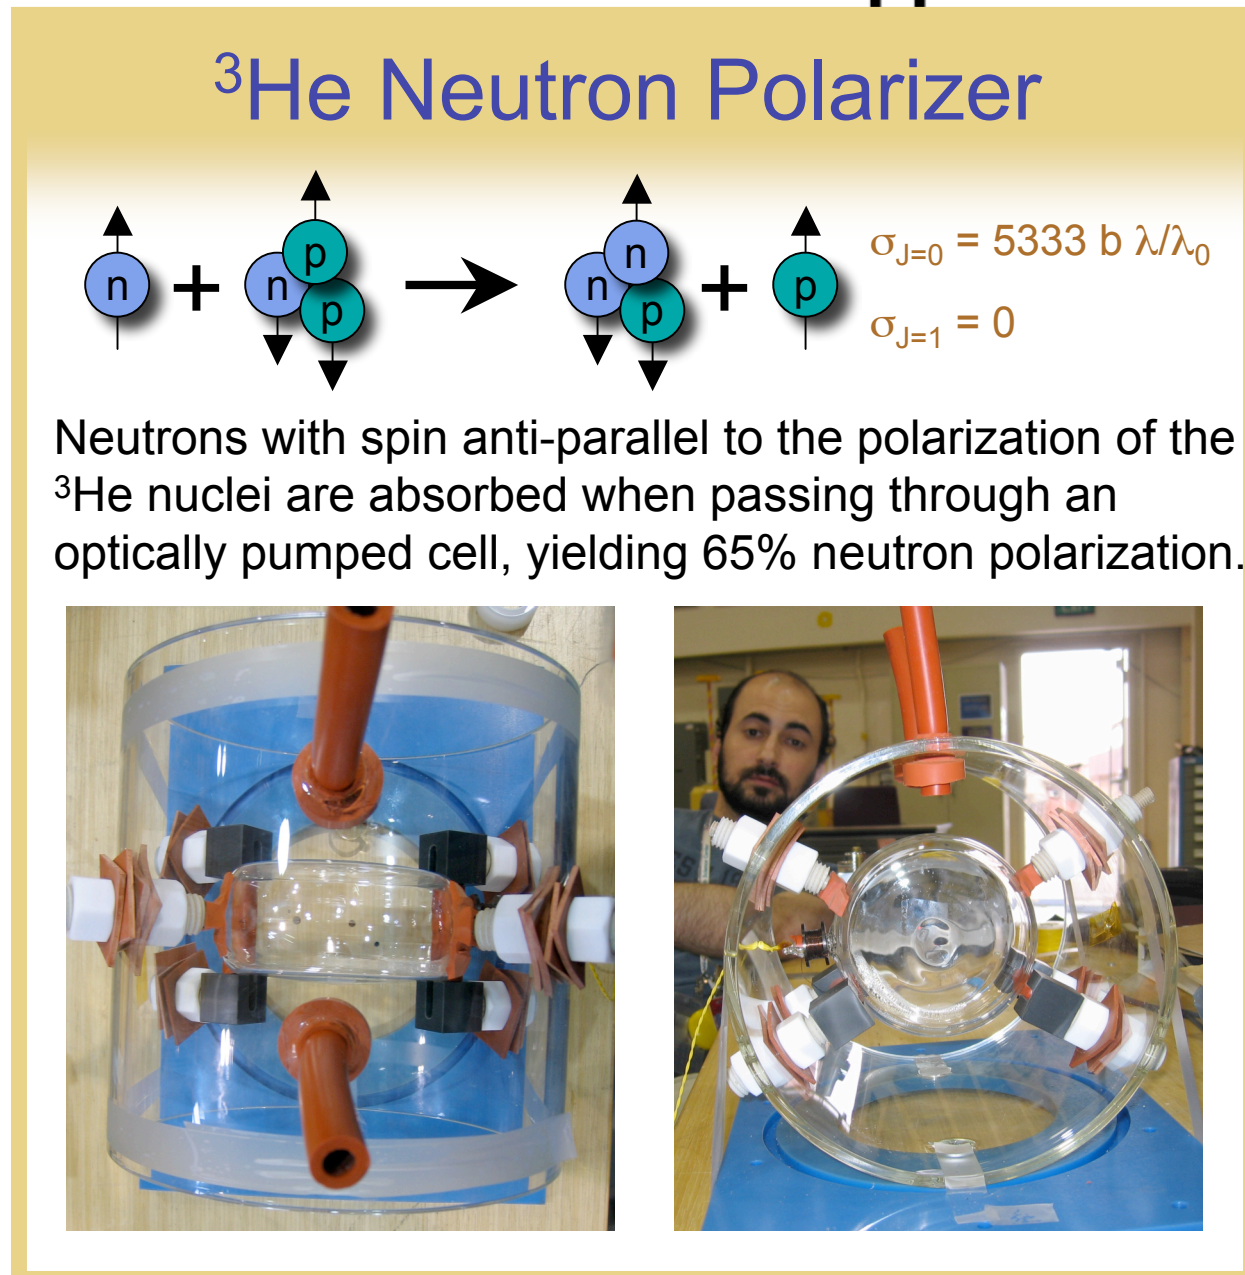 ³He Neutron Polarizer
n + n p p → n n p + p
σJ=0 = 5333 b λ/λ0
σJ=1 = 0
Neutrons with spin anti-parallel to the polarization of the
³He nuclei are absorbed when passing through an
optically pumped cell, yielding 65% neutron polarization.